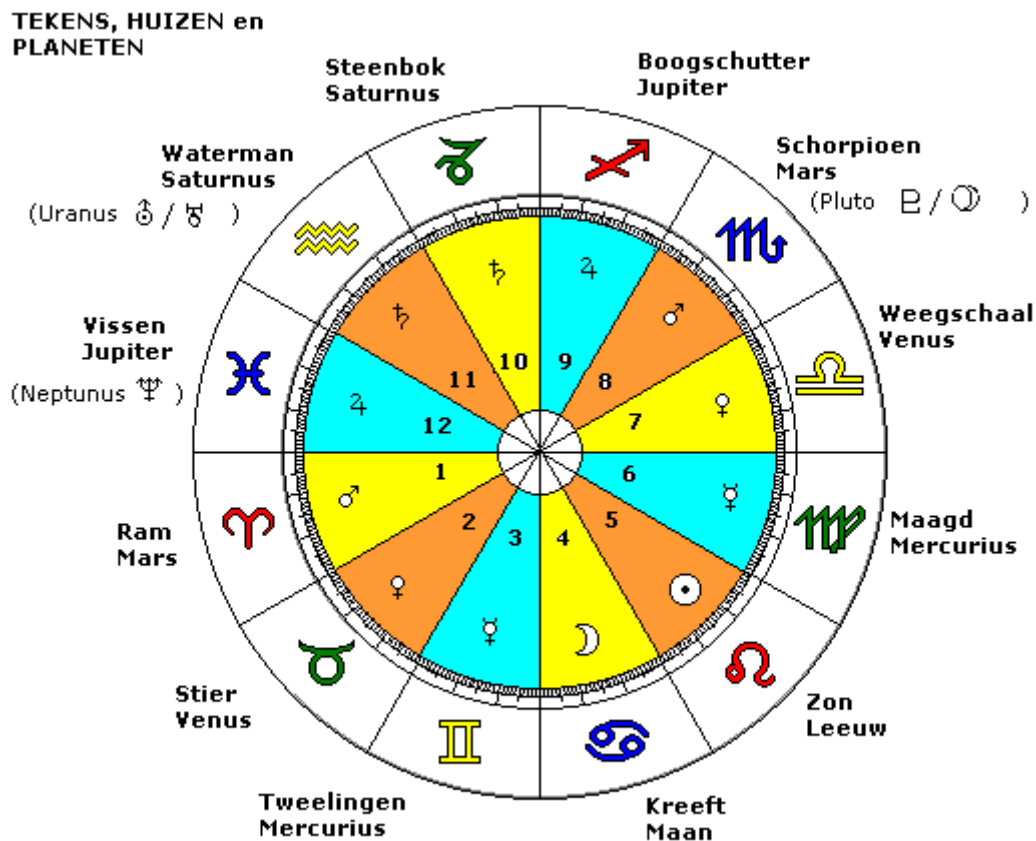 TEKENS, HUIZEN en
PLANETEN
Steenbok
Saturnus
Boogschutter
Jupiter
Waterman
Saturnus
(Uranus ⛢ / ♅ )
Schorpioen
Mars
(Pluto ♇ / )
Vissen
Jupiter
(Neptunus ♆ )
Weegschaal
Venus
Ram
Mars
Maagd
Mercurius
Stier
Venus
Zon
Leeuw
Tweelingen
Mercurius
Kreeft
Maan
1
2
3
4
5
6
7
8
9
10
11
12